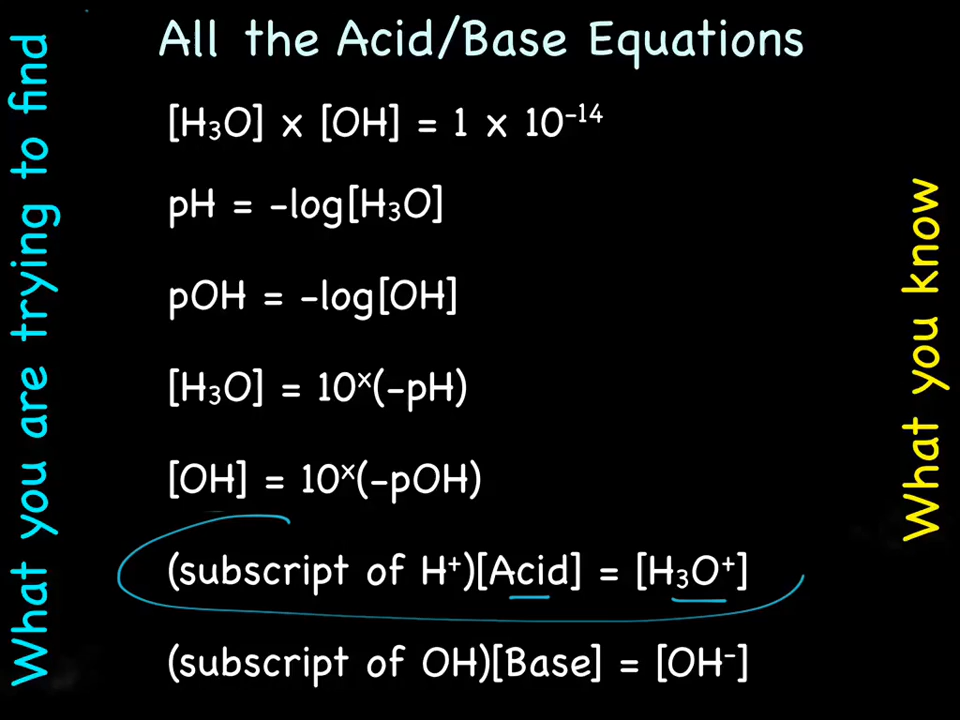 All the Acid/Base Equations
What you are trying to find
[H₃O] x [OH] = 1 x 10⁻¹⁴
pH = -log[H₃O]
pOH = -log[OH]
[H₃O] = 10ˣ(-pH)
[OH] = 10ˣ(-pOH)
(subscript of H⁺)[Acid] = [H₃O⁺]
(subscript of OH)[Base] = [OH⁻]
What you know